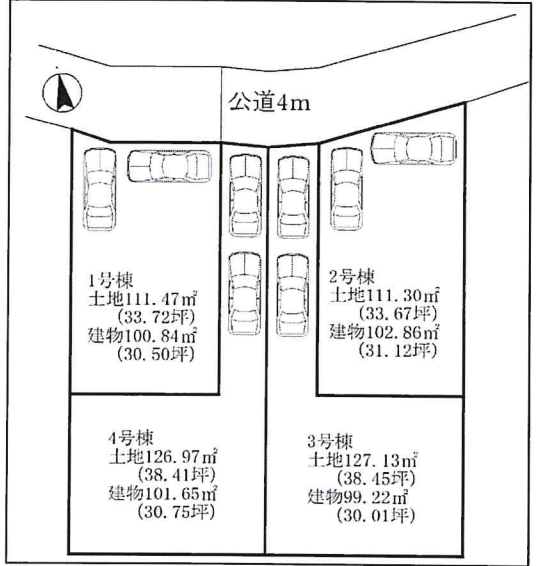 公道4m
1号棟
土地111.47㎡
(33.72坪)
建物100.84㎡
(30.50坪)
2号棟
土地111.30㎡
(33.67坪)
建物102.86㎡
(31.12坪)
4号棟
土地126.97㎡
(38.41坪)
建物101.65㎡
(30.75坪)
3号棟
土地127.13㎡
(38.45坪)
建物99.22㎡
(30.01坪)